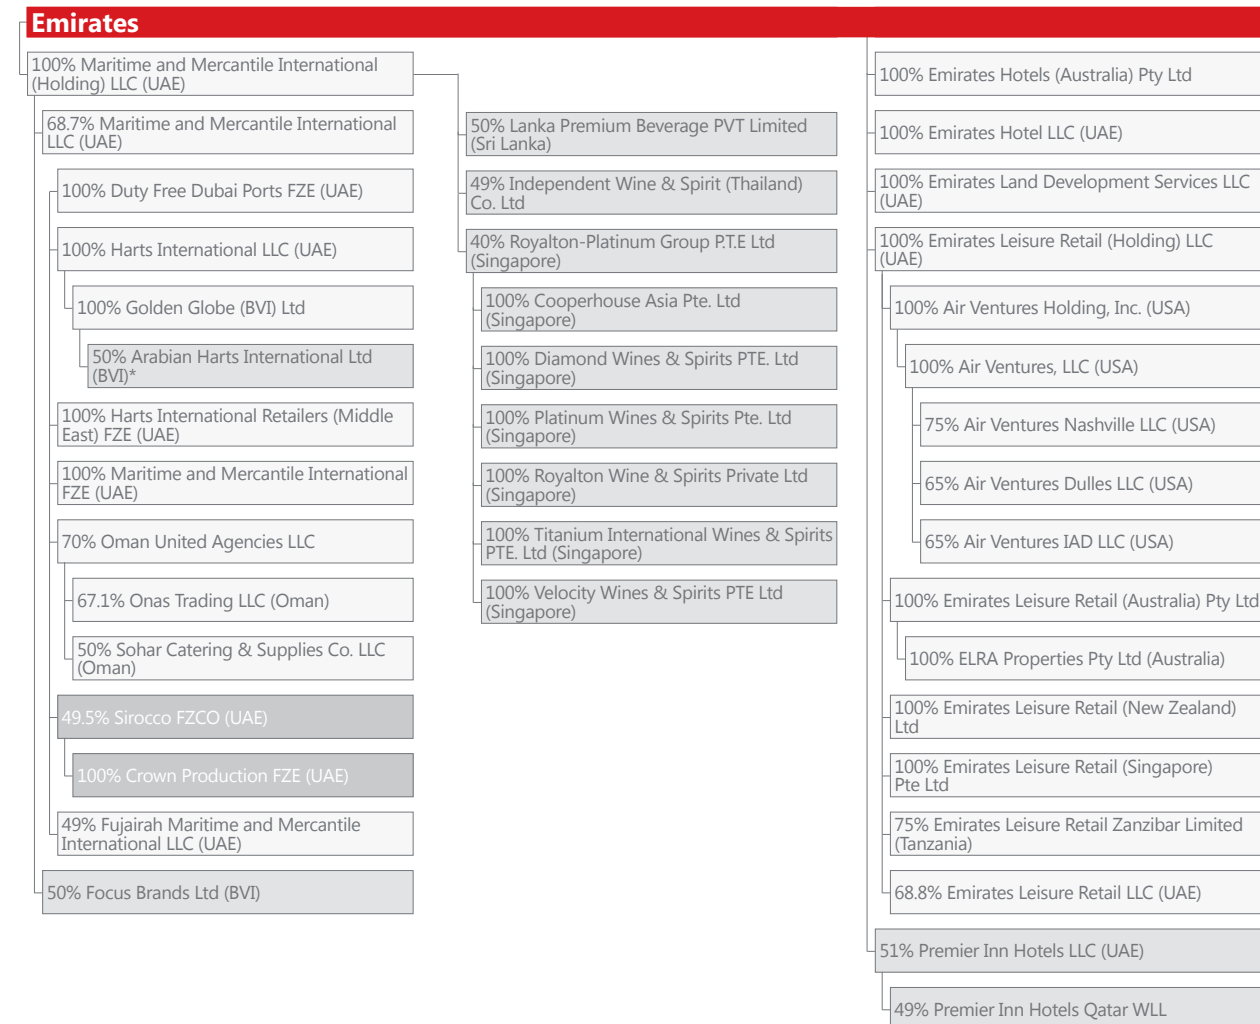 Emirates
100% Maritime and Mercantile International
(Holding) LLC (UAE)
68.7% Maritime and Mercantile International
LLC (UAE)
100% Duty Free Dubai Ports FZE (UAE)
100% Harts International LLC (UAE)
100% Golden Globe (BVI) Ltd
50% Arabian Harts International Ltd
(BVI)*
100% Harts International Retailers (Middle
East) FZE (UAE)
100% Maritime and Mercantile International
FZE (UAE)
70% Oman United Agencies LLC
67.1% Onas Trading LLC (Oman)
50% Sohar Catering & Supplies Co. LLC
(Oman)
49.5% Sirocco FZCO (UAE)
100% Crown Production FZE (UAE)
49% Fujairah Maritime and Mercantile
International LLC (UAE)
50% Focus Brands Ltd (BVI)
50% Lanka Premium Beverage PVT Limited
(Sri Lanka)
49% Independent Wine & Spirit (Thailand)
Co. Ltd
40% Royalton-Platinum Group P.T.E Ltd
(Singapore)
100% Cooperhouse Asia Pte. Ltd
(Singapore)
100% Diamond Wines & Spirits PTE. Ltd
(Singapore)
100% Platinum Wines & Spirits Pte. Ltd
(Singapore)
100% Royalton Wine & Spirits Private Ltd
(Singapore)
100% Titanium International Wines & Spirits
PTE. Ltd (Singapore)
100% Velocity Wines & Spirits PTE Ltd
(Singapore)
100% Emirates Hotels (Australia) Pty Ltd
100% Emirates Hotel LLC (UAE)
100% Emirates Land Development Services LLC
(UAE)
100% Emirates Leisure Retail (Holding) LLC
(UAE)
100% Air Ventures Holding, Inc. (USA)
100% Air Ventures, LLC (USA)
75% Air Ventures Nashville LLC (USA)
65% Air Ventures Dulles LLC (USA)
65% Air Ventures IAD LLC (USA)
100% Emirates Leisure Retail (Australia) Pty Ltd
100% ELRA Properties Pty Ltd (Australia)
100% Emirates Leisure Retail (New Zealand)
Ltd
100% Emirates Leisure Retail (Singapore)
Pte Ltd
75% Emirates Leisure Retail Zanzibar Limited
(Tanzania)
68.8% Emirates Leisure Retail LLC (UAE)
51% Premier Inn Hotels LLC (UAE)
49% Premier Inn Hotels Qatar WLL